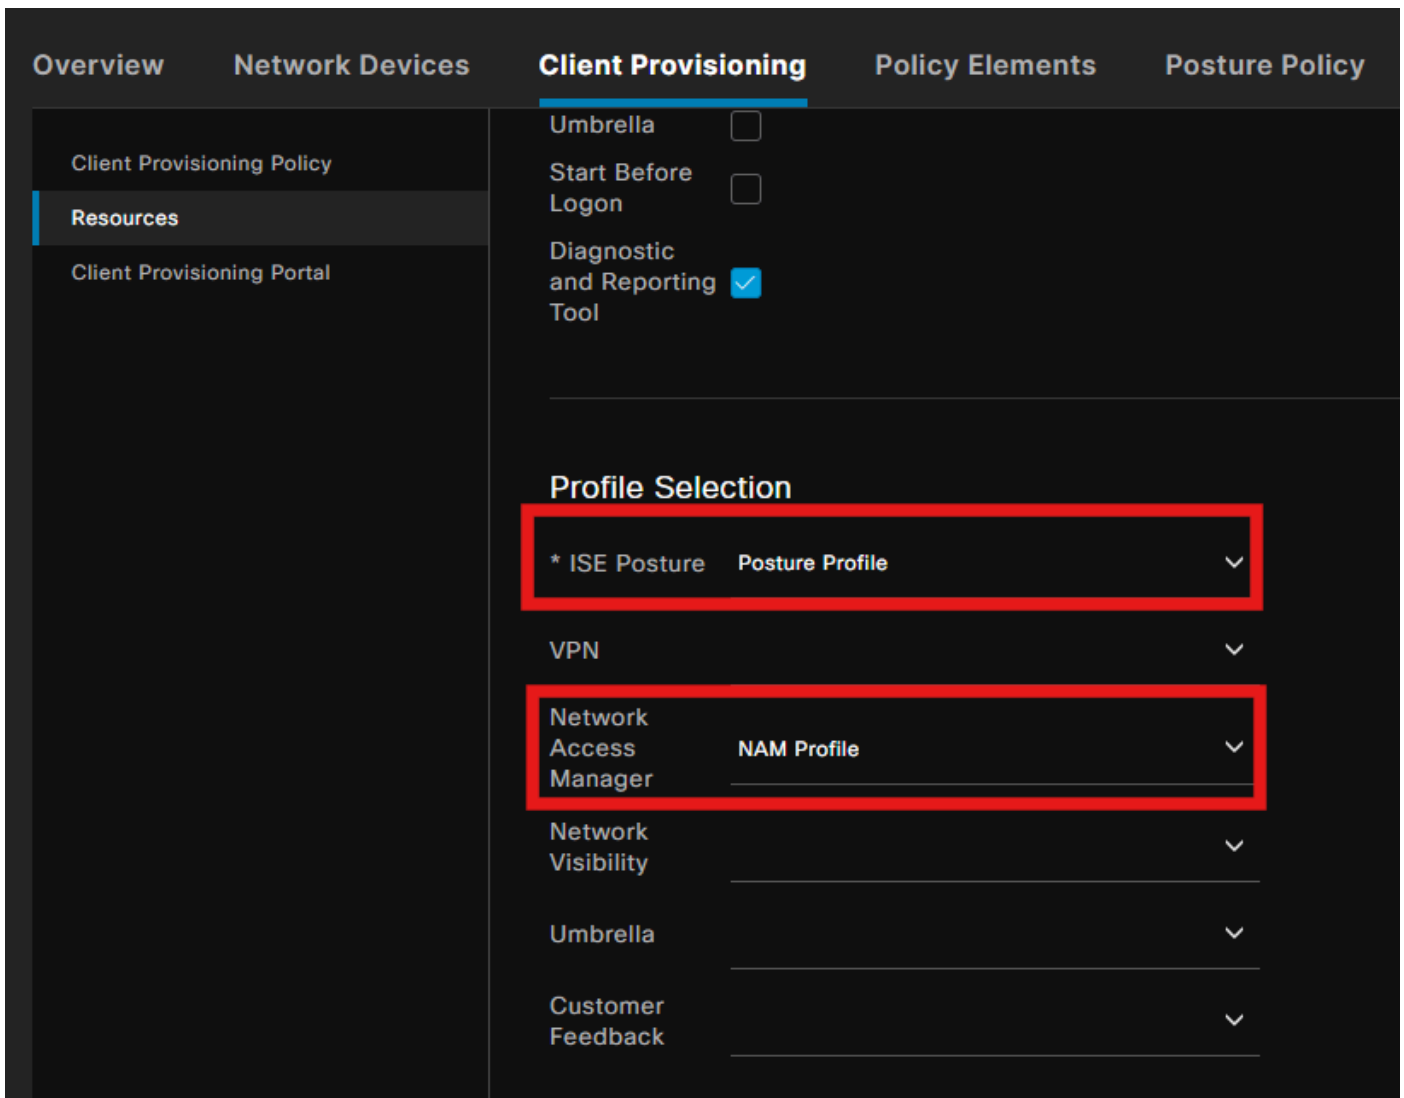 Overview Network Devices Client Provisioning Policy Elements Posture Policy
Client Provisioning Policy
Resources
Client Provisioning Portal
Umbrella
Start Before
Logon
Diagnostic
and Reporting
Tool
Profile Selection
* ISE Posture Posture Profile
VPN
Network
Access
Manager
NAM Profile
Network
Visibility
Umbrella
Customer
Feedback